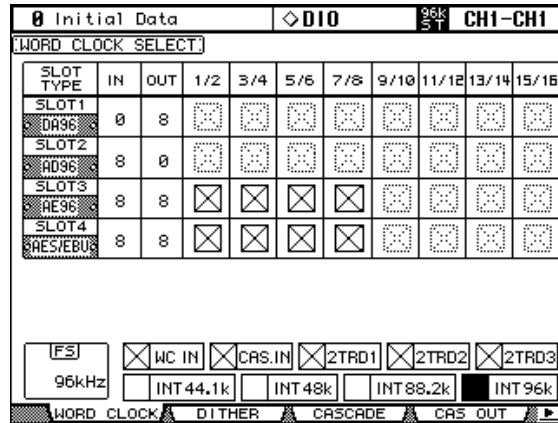 0 Initial Data ◇DIO 96k ST CH1-CH1
WORD CLOCK SELECT
SLOT TYPE IN OUT 1/2 3/4 5/6 7/8 9/10 11/12 13/14 15/16
SLOT1 DA96 0 8
SLOT2 AD96 8 0
SLOT3 AE96 8 8
SLOT4 AES/EBU 8 8
FS WC IN CAS.IN 2TRD1 2TRD2 2TRD3
96kHz INT44.1k INT48k INT88.2k INT96k
WORD CLOCK DITHER CASCADE CAS OUT